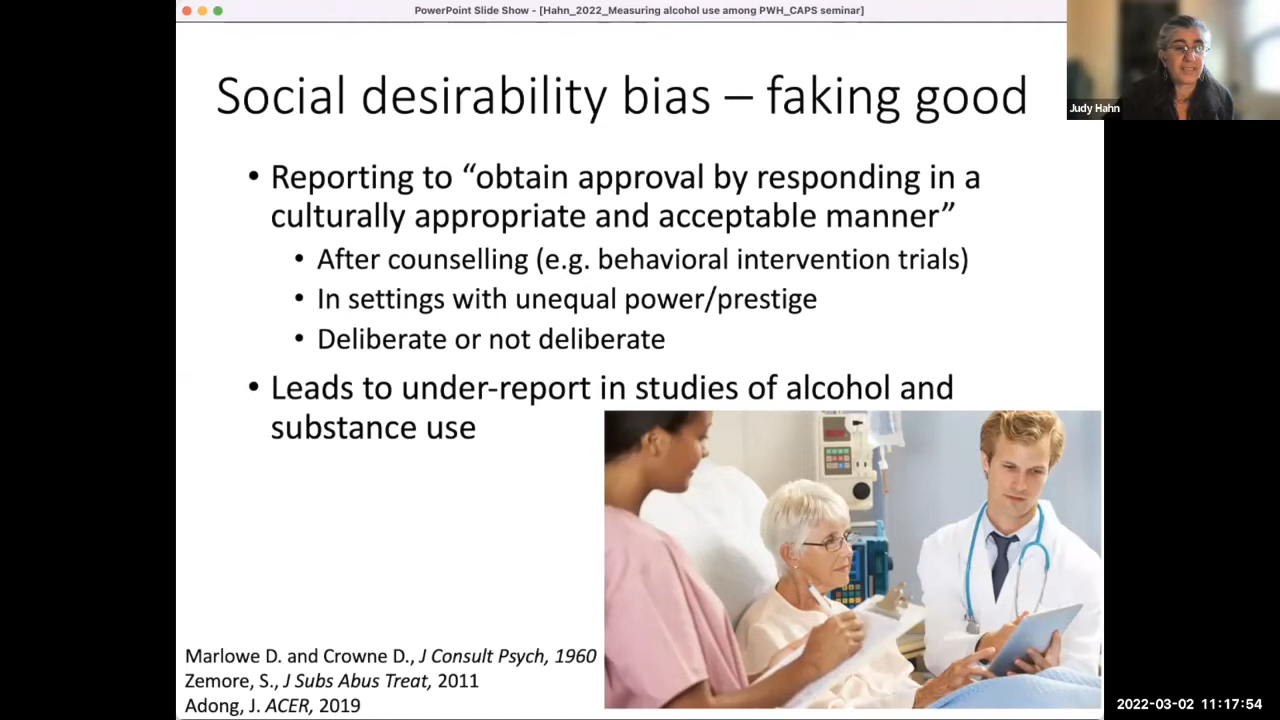 PowerPoint Slide Show - [Hahn_2022_Measuring alcohol use among PWH_CAPS seminar]
Judy Hahn
Social desirability bias – faking good
• Reporting to “obtain approval by responding in a
culturally appropriate and acceptable manner”
• After counselling (e.g. behavioral intervention trials)
• In settings with unequal power/prestige
• Deliberate or not deliberate
• Leads to under-report in studies of alcohol and
substance use
Marlowe D. and Crowne D., J Consult Psych, 1960
Zemore, S., J Subs Abus Treat, 2011
Adong, J. ACER, 2019
2022-03-02 11:17:54